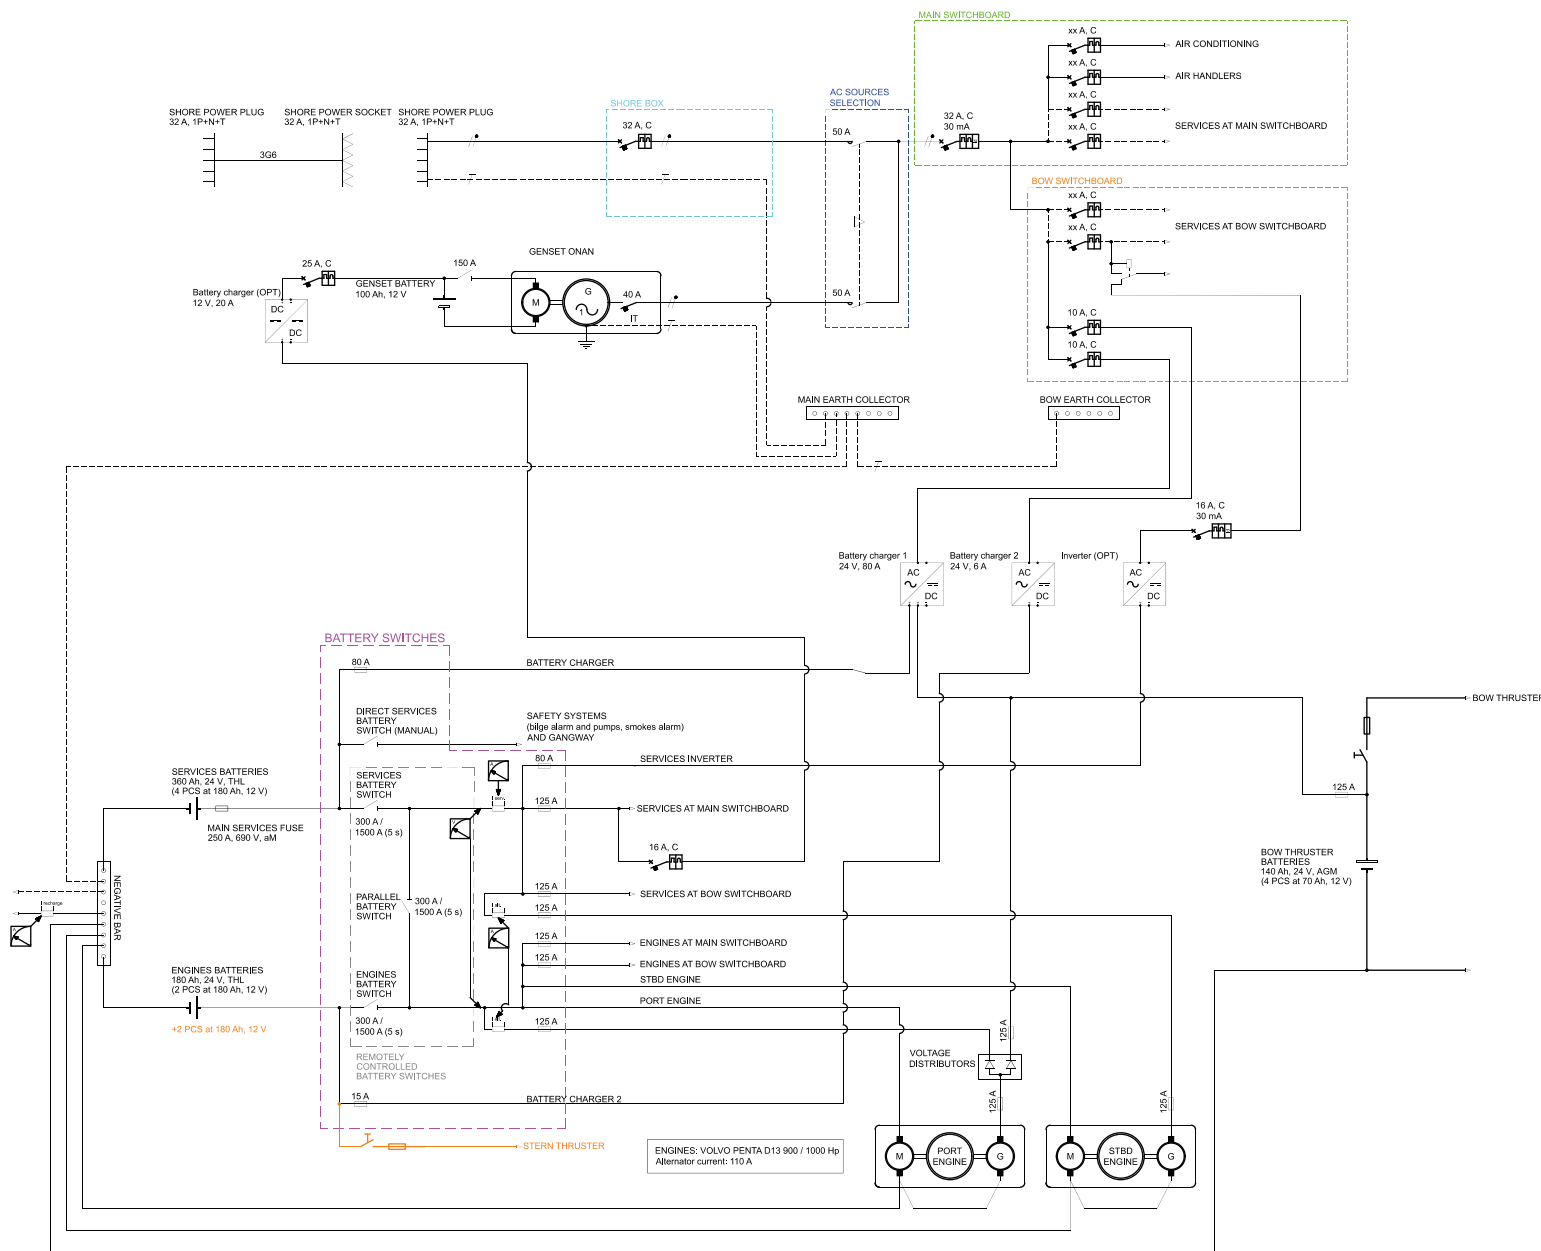 MAIN SWITCHBOARD
xx A, C
AIR CONDITIONING
xx A, C
AIR HANDLERS
xx A, C
xx A, C
SERVICES AT MAIN SWITCHBOARD
32 A, C
30 mA
AC SOURCES
SELECTION
50 A
50 A
SHORE BOX
32 A, C
SHORE POWER PLUG
32 A, 1P+N+T
SHORE POWER SOCKET
32 A, 1P+N+T
SHORE POWER PLUG
32 A, 1P+N+T
3G6
BOW SWITCHBOARD
xx A, C
SERVICES AT BOW SWITCHBOARD
xx A, C
10 A, C
10 A, C
GENSET ONAN
25 A, C
150 A
Battery charger (OPT)
12 V, 20 A
GENSET BATTERY
100 Ah, 12 V
DC
DC
M
G
1
40 A
IT
MAIN EARTH COLLECTOR
BOW EARTH COLLECTOR
16 A, C
30 mA
Battery charger 1
24 V, 80 A
AC
DC
Battery charger 2
24 V, 6 A
AC
DC
Inverter (OPT)
AC
DC
BATTERY SWITCHES
80 A
BATTERY CHARGER
DIRECT SERVICES
BATTERY
SWITCH (MANUAL)
SAFETY SYSTEMS
(bilge alarm and pumps, smokes alarm)
AND GANGWAY
BOW THRUSTER
SERVICES BATTERIES
360 Ah, 24 V, THL
(4 PCS at 180 Ah, 12 V)
MAIN SERVICES FUSE
250 A, 690 V, aM
SERVICES
BATTERY
SWITCH
300 A /
1500 A (5 s)
serv.
80 A
SERVICES INVERTER
125 A
SERVICES AT MAIN SWITCHBOARD
16 A, C
125 A
BOW THRUSTER
BATTERIES
140 Ah, 24 V, AGM
(4 PCS at 70 Ah, 12 V)
NEGATIVE BAR
recharge
PARALLEL
BATTERY
SWITCH
300 A /
1500 A (5 s)
125 A
SERVICES AT BOW SWITCHBOARD
125 A
125 A
ENGINES AT MAIN SWITCHBOARD
125 A
ENGINES AT BOW SWITCHBOARD
STBD ENGINE
PORT ENGINE
125 A
ENGINES BATTERIES
180 Ah, 24 V, THL
(2 PCS at 180 Ah, 12 V)
+2 PCS at 180 Ah, 12 V
ENGINES
BATTERY
SWITCH
300 A /
1500 A (5 s)
REMOTELY
CONTROLLED
BATTERY SWITCHES
15 A
BATTERY CHARGER 2
STERN THRUSTER
VOLTAGE
DISTRIBUTORS
125 A
125 A
125 A
ENGINES: VOLVO PENTA D13 900 / 1000 Hp
Alternator current: 110 A
M
PORT
ENGINE
G
M
STBD
ENGINE
G